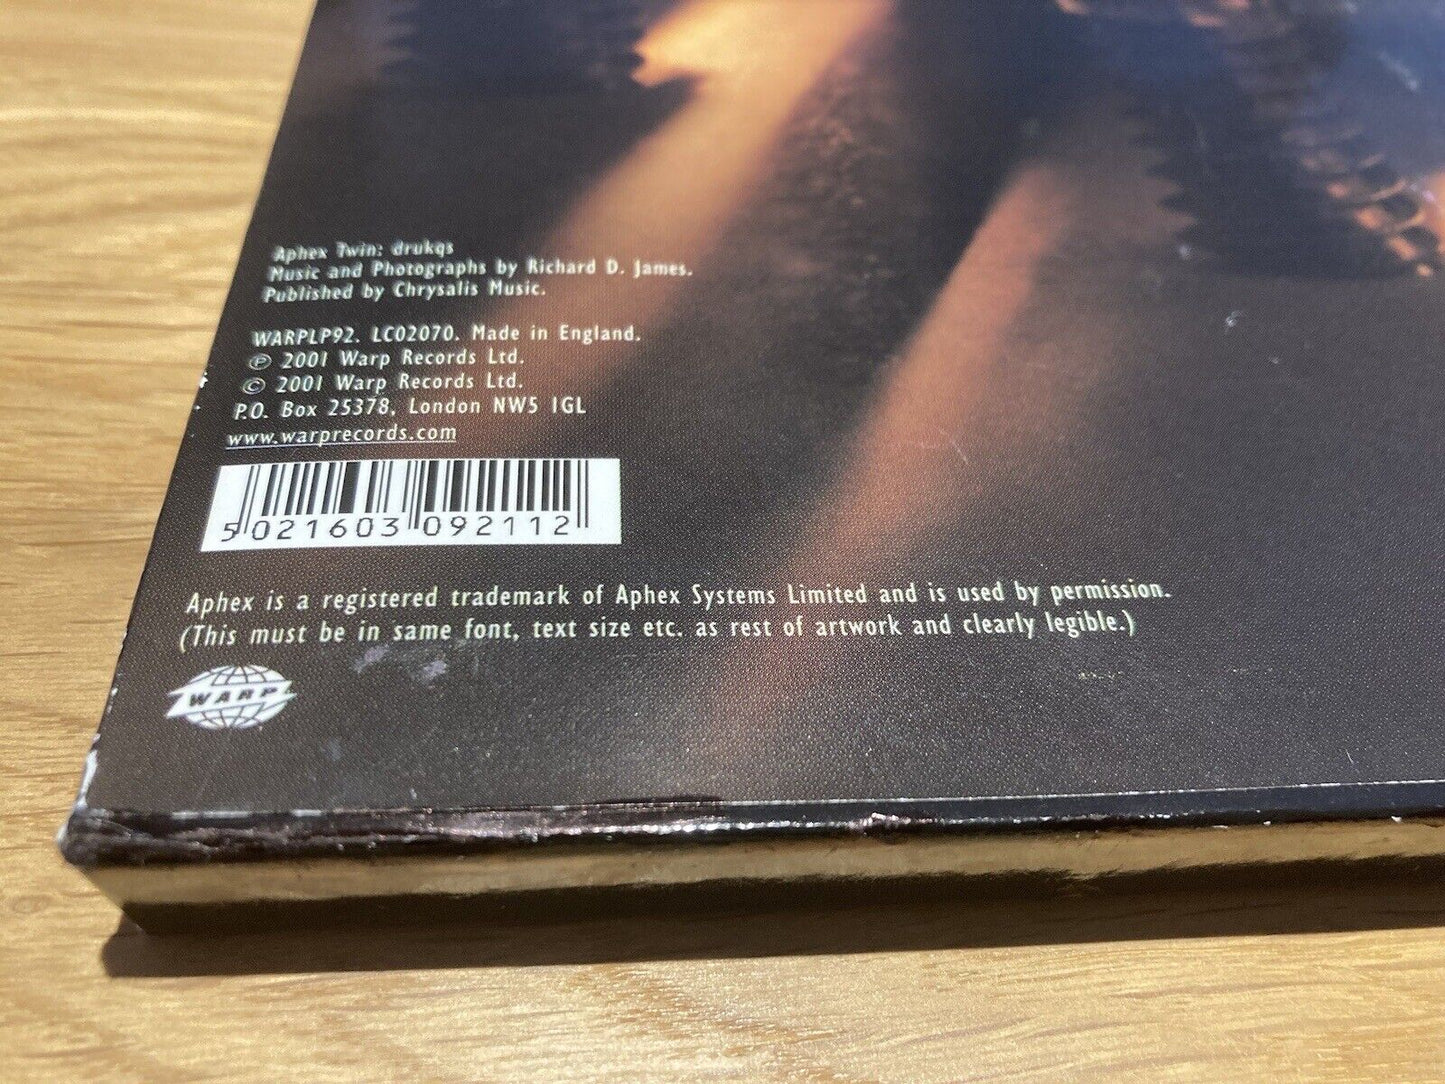 Aphex Twin: drukqs
Music and Photographs by Richard D. James.
Published by Chrysalis Music.
WARPLP92. LC02070. Made in England.
℗ 2001 Warp Records Ltd.
© 2001 Warp Records Ltd.
P.O. Box 25378, London NW5 1GL
www.warprecords.com
5 021603 092112
Aphex is a registered trademark of Aphex Systems Limited and is used by permission.
(This must be in same font, text size etc. as rest of artwork and clearly legible.)
WARP